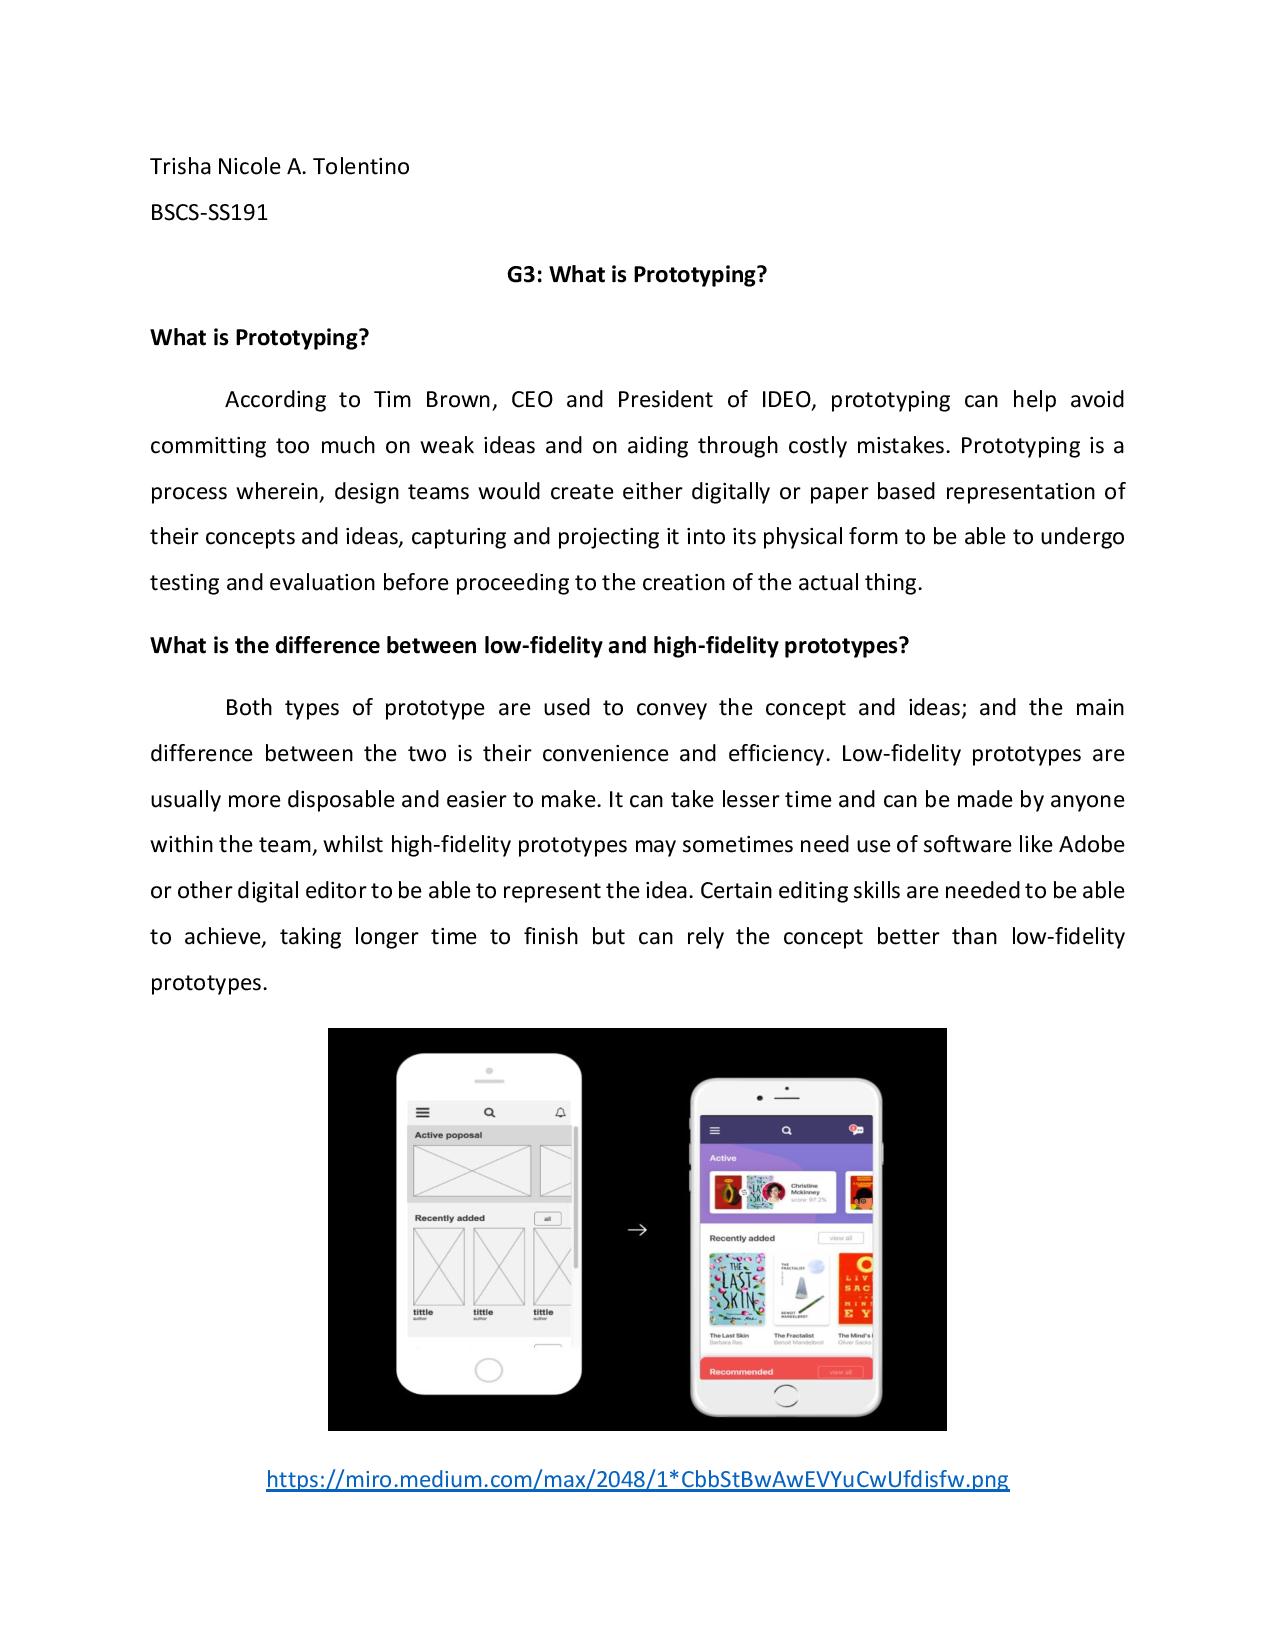 Trisha Nicole A. Tolentino
BSCS-SS191
G3: What is Prototyping?
What is Prototyping?
According to Tim Brown, CEO and President of IDEO, prototyping can help avoid
committing too much on weak ideas and on aiding through costly mistakes. Prototyping is a
process wherein, design teams would create either digitally or paper based representation of
their concepts and ideas, capturing and projecting it into its physical form to be able to undergo
testing and evaluation before proceeding to the creation of the actual thing.
What is the difference between low-fidelity and high-fidelity prototypes?
Both types of prototype are used to convey the concept and ideas; and the main
difference between the two is their convenience and efficiency. Low-fidelity prototypes are
usually more disposable and easier to make. It can take lesser time and can be made by anyone
within the team, whilst high-fidelity prototypes may sometimes need use of software like Adobe
or other digital editor to be able to represent the idea. Certain editing skills are needed to be able
to achieve, taking longer time to finish but can rely the concept better than low-fidelity
prototypes.
Active poposal
Recently added all
tittle tittle tittle
author author author
Active
Christine
Mckinney
score 97.2%
Recently added view all
THE
LAST
SKIN
THE
FRACTALIST
BENOIT
MANDELBROT
O
LIV
SAC
MIN
E Y
The Last Skin The Fractalist The Mind's
Barbara Ras Benoit Mandelbrot Oliver Sacks
Recommended view all
https://miro.medium.com/max/2048/1*CbbStBwAwEVYuCwUfdisfw.png